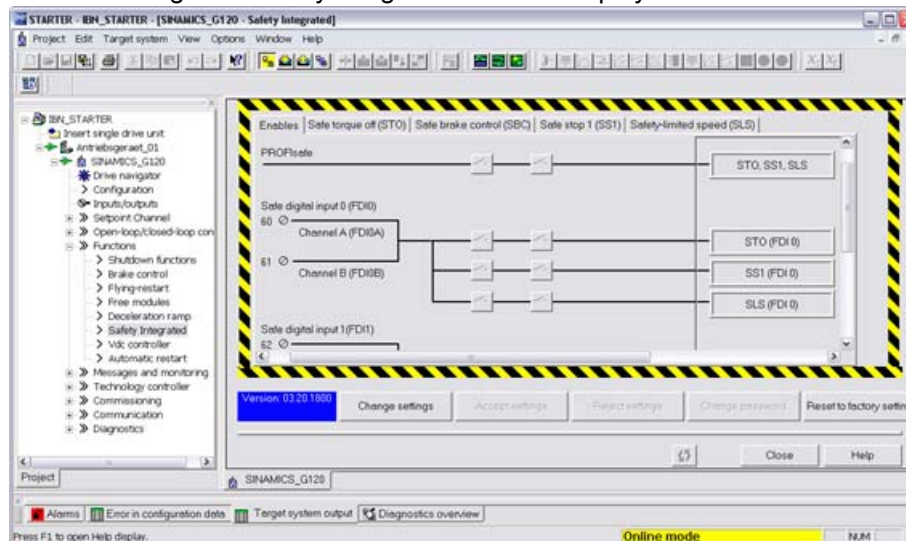 STARTER - IBN_STARTER - [SINAMICS_G120 - Safety Integrated]
Project Edit Target system View Options Window Help
IBN_STARTER
Insert single drive unit
Antriebsgeraet_01
SINAMICS_G120
Drive navigator
Configuration
Inputs/outputs
Setpoint Channel
Open-loop/closed-loop con
Functions
Shutdown functions
Brake control
Flying-restart
Free modules
Deceleration ramp
Safety Integrated
Vdc controller
Automatic restart
Messages and monitoring
Technology controller
Commissioning
Communication
Diagnostics
Project
Enables Safe torque off (STO) Safe brake control (SBC) Safe stop 1 (SS1) Safety-limited speed (SLS)
PROFIsafe
STO, SS1, SLS
Safe digital input 0 (FDI0)
60
Channel A (FDI0A)
STO (FDI 0)
61
Channel B (FDI0B)
SS1 (FDI 0)
SLS (FDI 0)
Safe digital input 1(FDI1)
62
Version: 03.20.1800 Change settings Accept settings Reject settings Change password Reset to factory settin
Close Help
SINAMICS_G120
Alarms Error in configuration data Target system output Diagnostics overview
Press F1 to open Help display. Online mode NUM